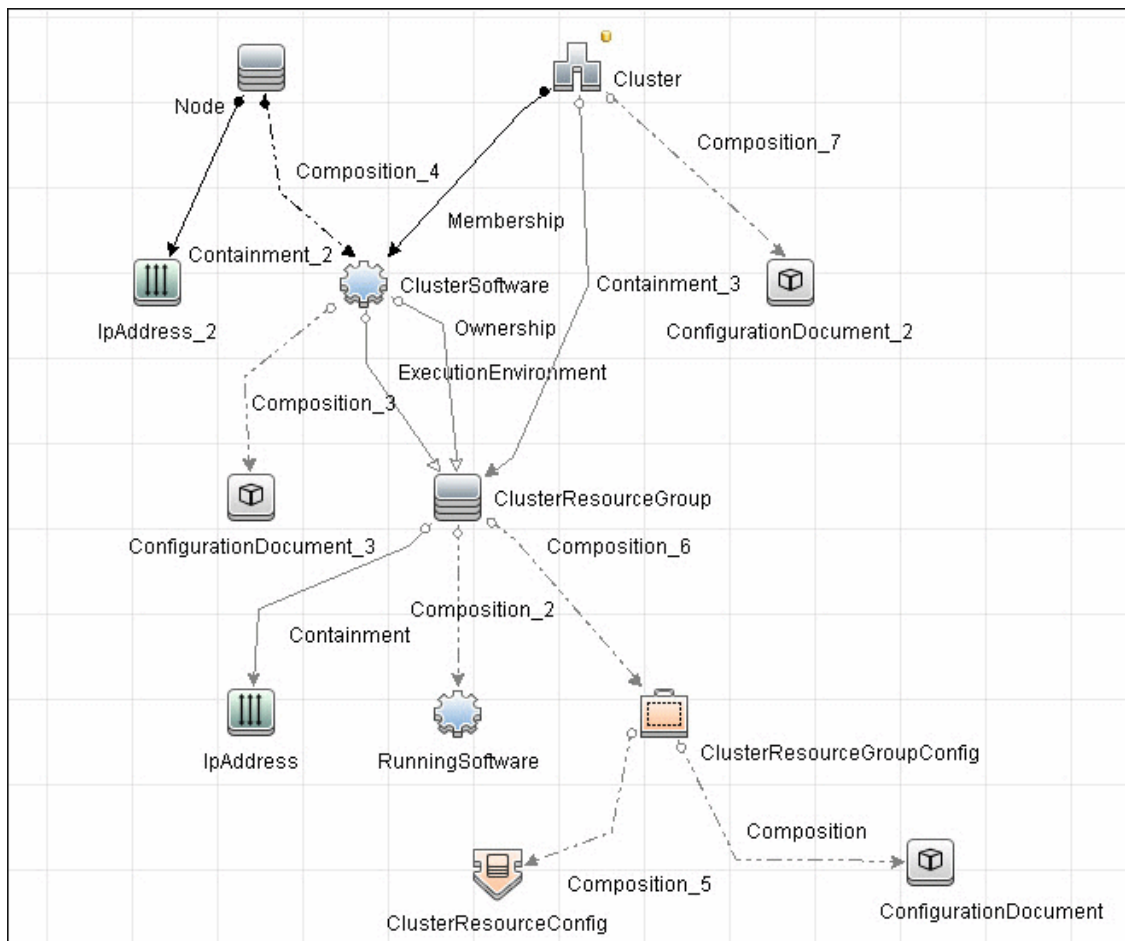 Cluster
Node
Composition_7
Composition_4
Membership
Containment_2
Containment_3
ClusterSoftware
IpAddress_2
Ownership
ConfigurationDocument_2
ExecutionEnvironment
Composition_3
ClusterResourceGroup
ConfigurationDocument_3
Composition_6
Composition_2
Containment
IpAddress
RunningSoftware
ClusterResourceGroupConfig
Composition
Composition_5
ClusterResourceConfig
ConfigurationDocument